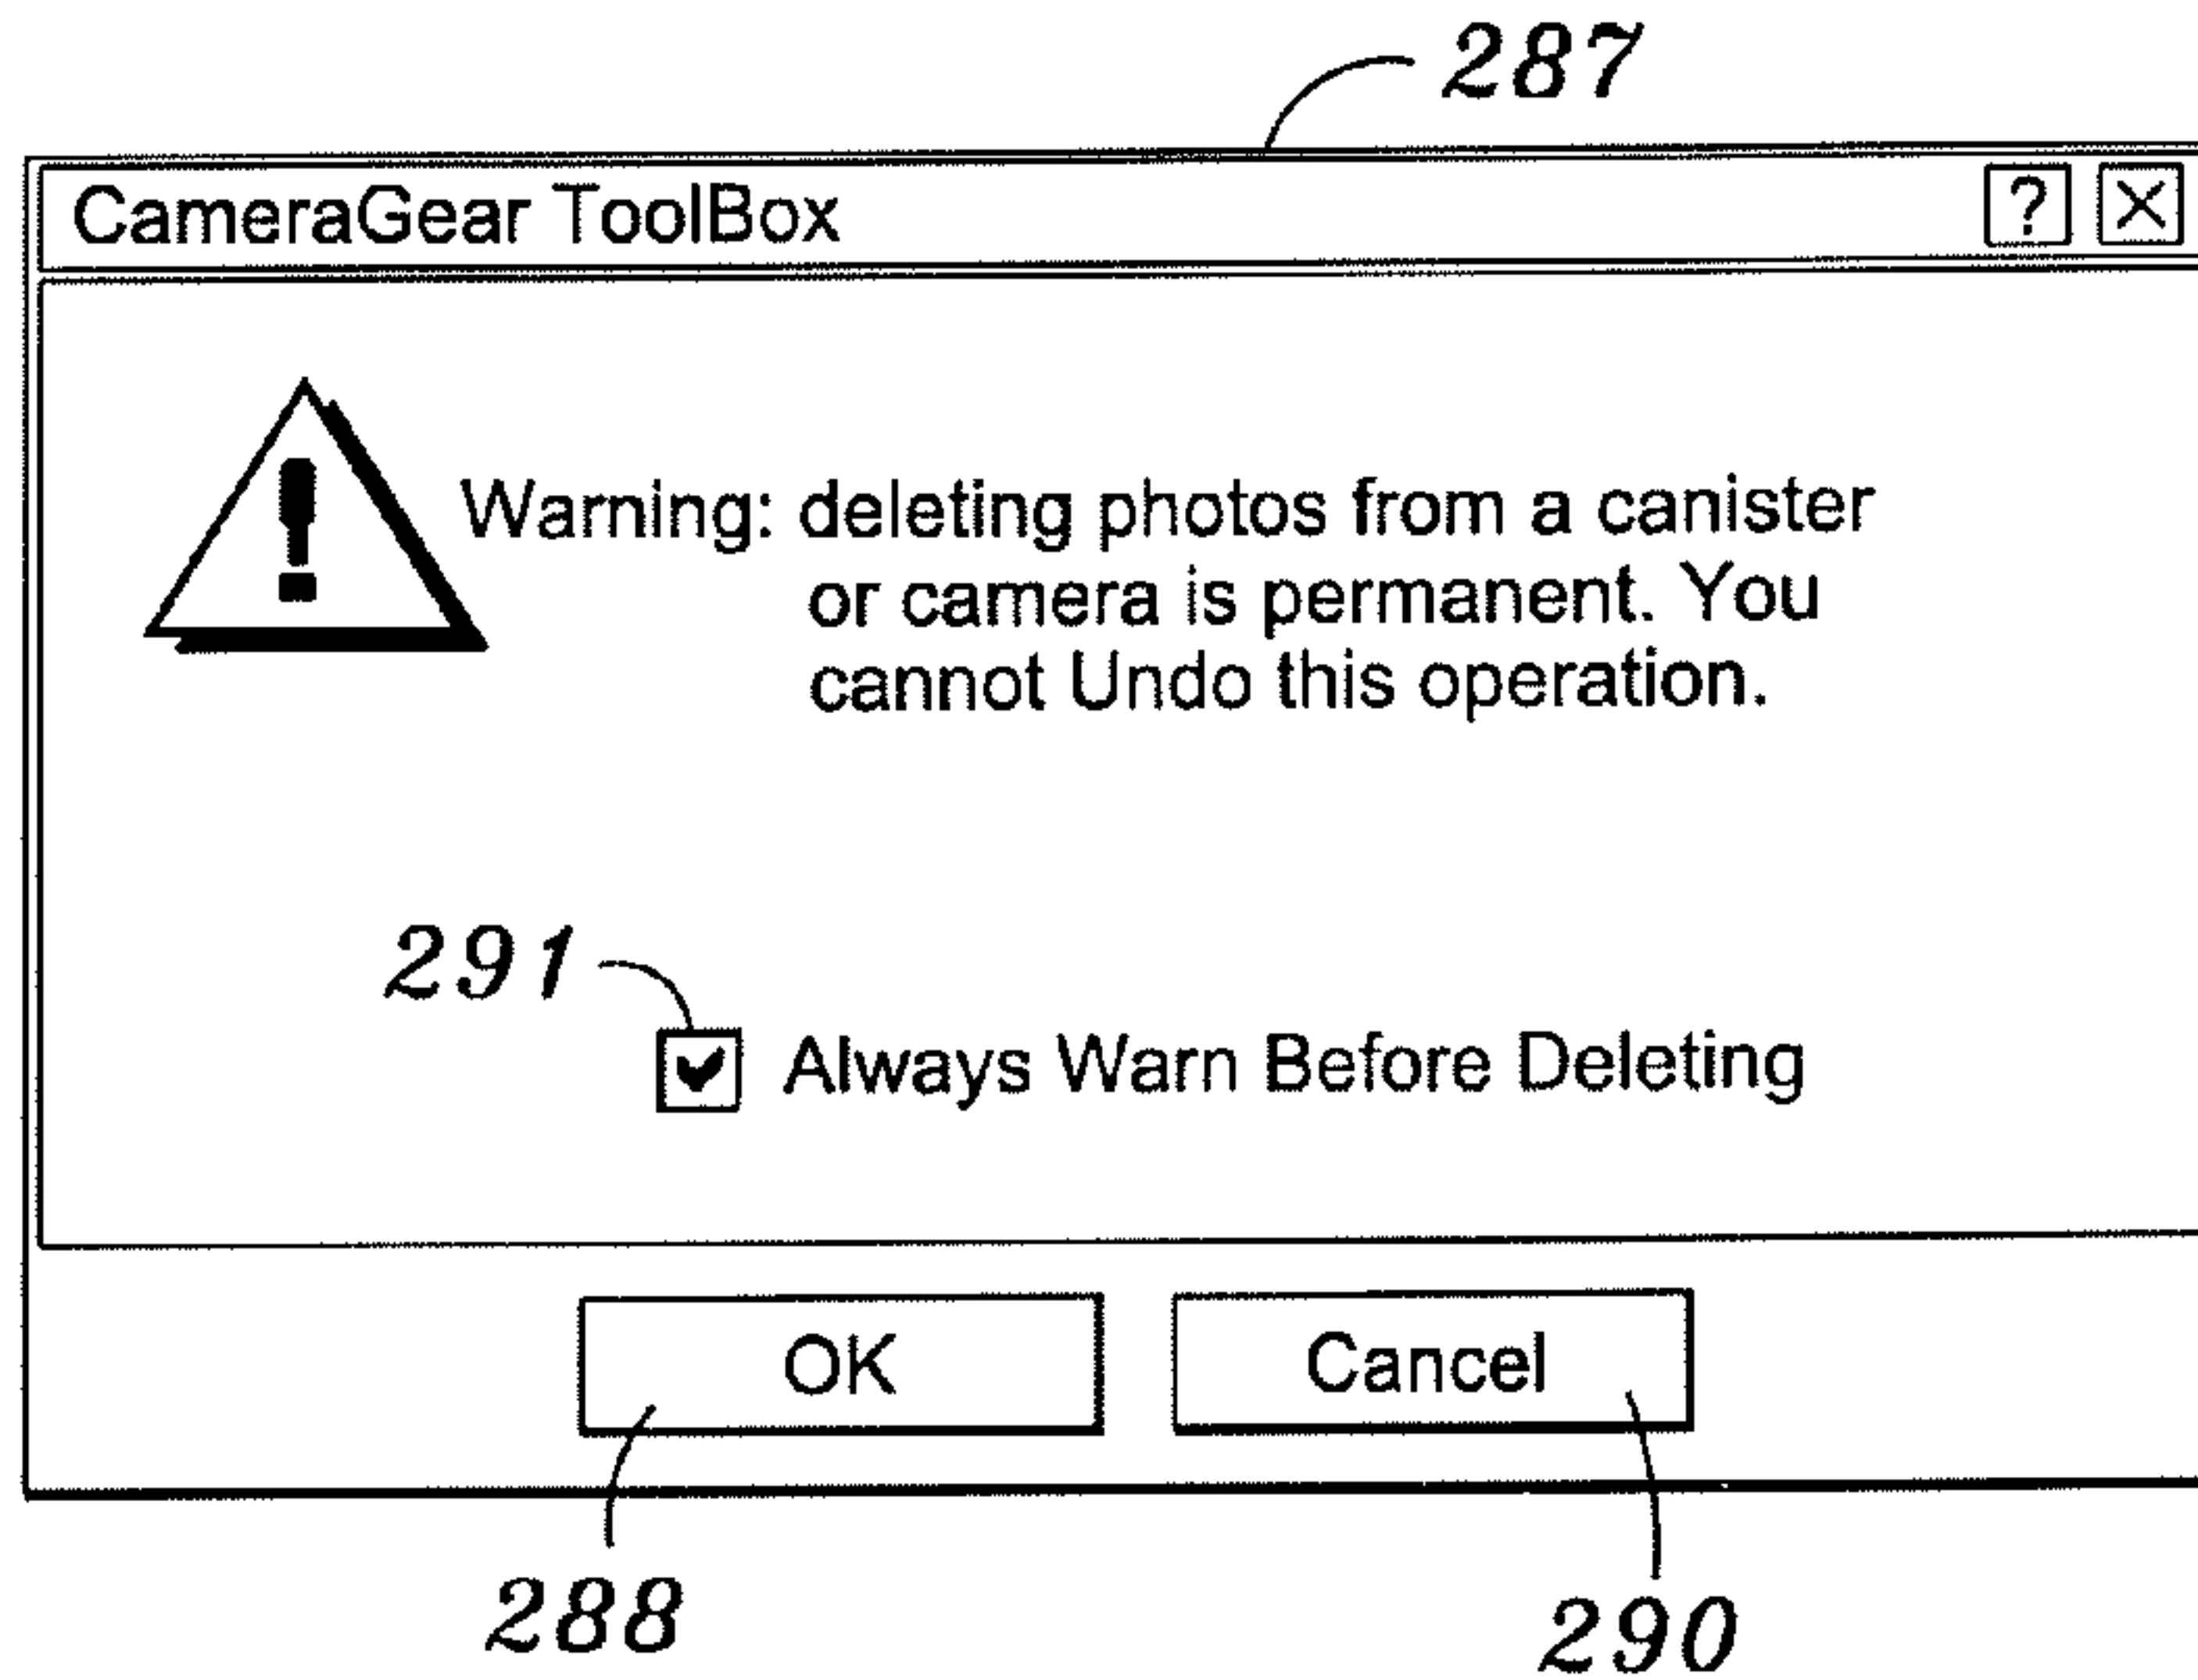 287
CameraGear ToolBox ? X
! Warning: deleting photos from a canister
or camera is permanent. You
cannot Undo this operation.
291
Always Warn Before Deleting
OK Cancel
288 290